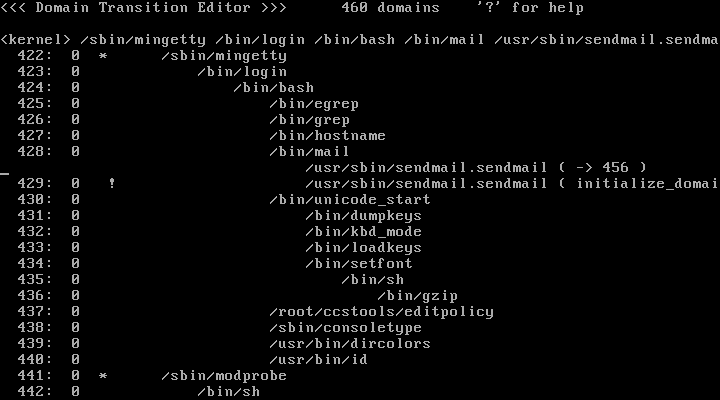 <<< Domain Transition Editor >>>      460 domains    '?' for help
<kernel> /sbin/mingetty /bin/login /bin/bash /bin/mail /usr/sbin/sendmail.sendma
422:  0  *      /sbin/mingetty
423:  0             /bin/login
424:  0                 /bin/bash
425:  0                     /bin/egrep
426:  0                     /bin/grep
427:  0                     /bin/hostname
428:  0                     /bin/mail
/usr/sbin/sendmail.sendmail ( -> 456 )
429:  0   !                     /usr/sbin/sendmail.sendmail ( initialize_domai
430:  0                     /bin/unicode_start
431:  0                         /bin/dumpkeys
432:  0                         /bin/kbd_mode
433:  0                         /bin/loadkeys
434:  0                         /bin/setfont
435:  0                             /bin/sh
436:  0                                 /bin/gzip
437:  0                     /root/ccstools/editpolicy
438:  0                     /sbin/consoletype
439:  0                     /usr/bin/dircolors
440:  0                     /usr/bin/id
441:  0  *      /sbin/modprobe
442:  0             /bin/sh